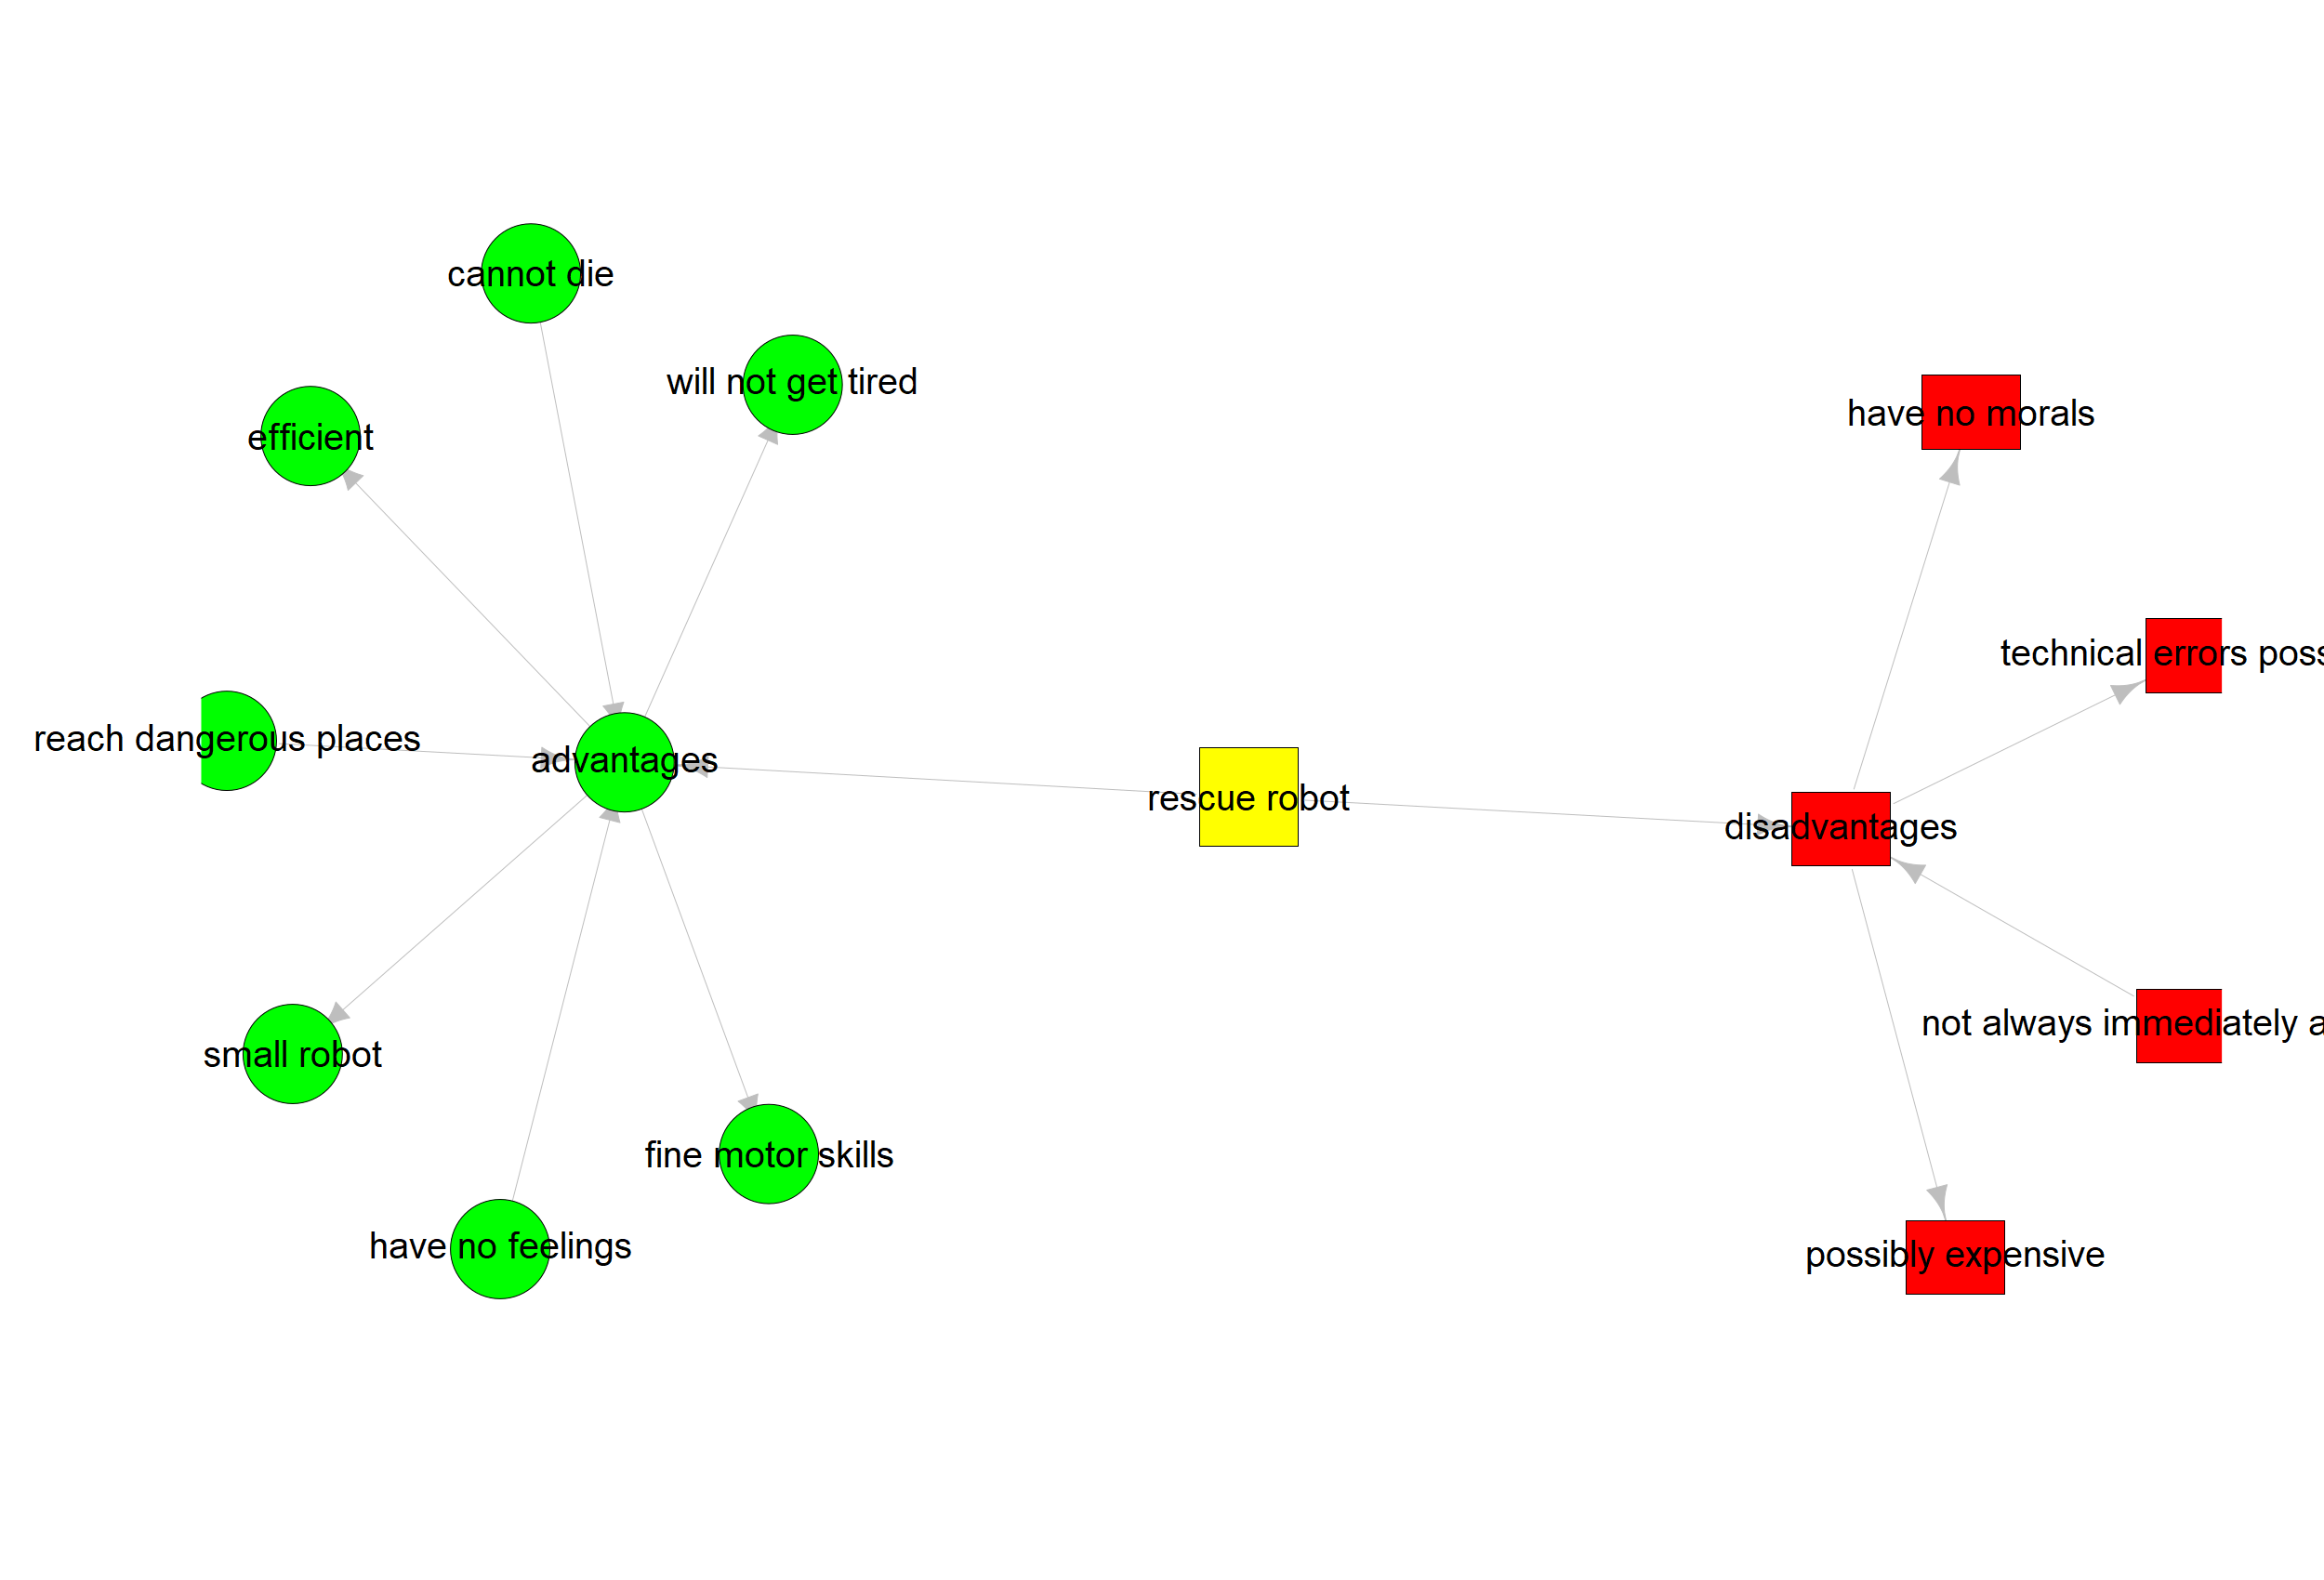 cannot die
will not get tired
efficient
have no morals
technical errors poss
reach dangerous places
advantages
rescue robot
disadvantages
not always immediately a
small robot
fine motor skills
have no feelings
possibly expensive